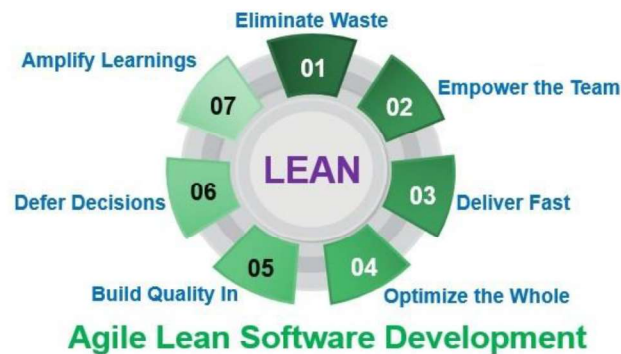 Eliminate Waste
01
Empower the Team
02
Deliver Fast
03
Optimize the Whole
04
Build Quality In
05
Defer Decisions
06
Amplify Learnings
07
LEAN
Agile Lean Software Development